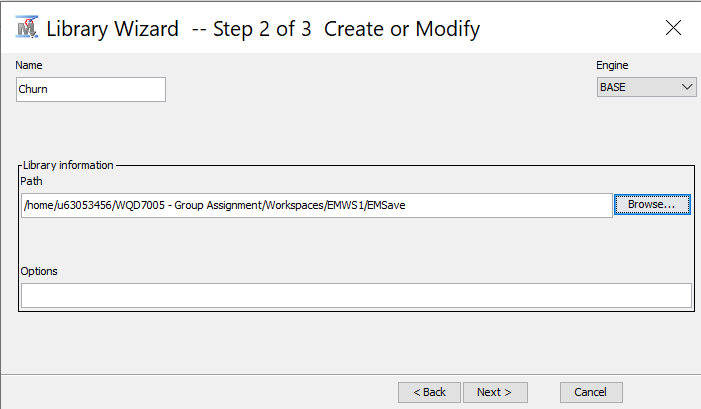 Library Wizard -- Step 2 of 3 Create or Modify
Name
Engine
Churn
BASE
Library information
Path
/home/u63053456/WQD7005 - Group Assignment/Workspaces/EMWS1/EMSave
Browse...
Options
< Back
Next >
Cancel